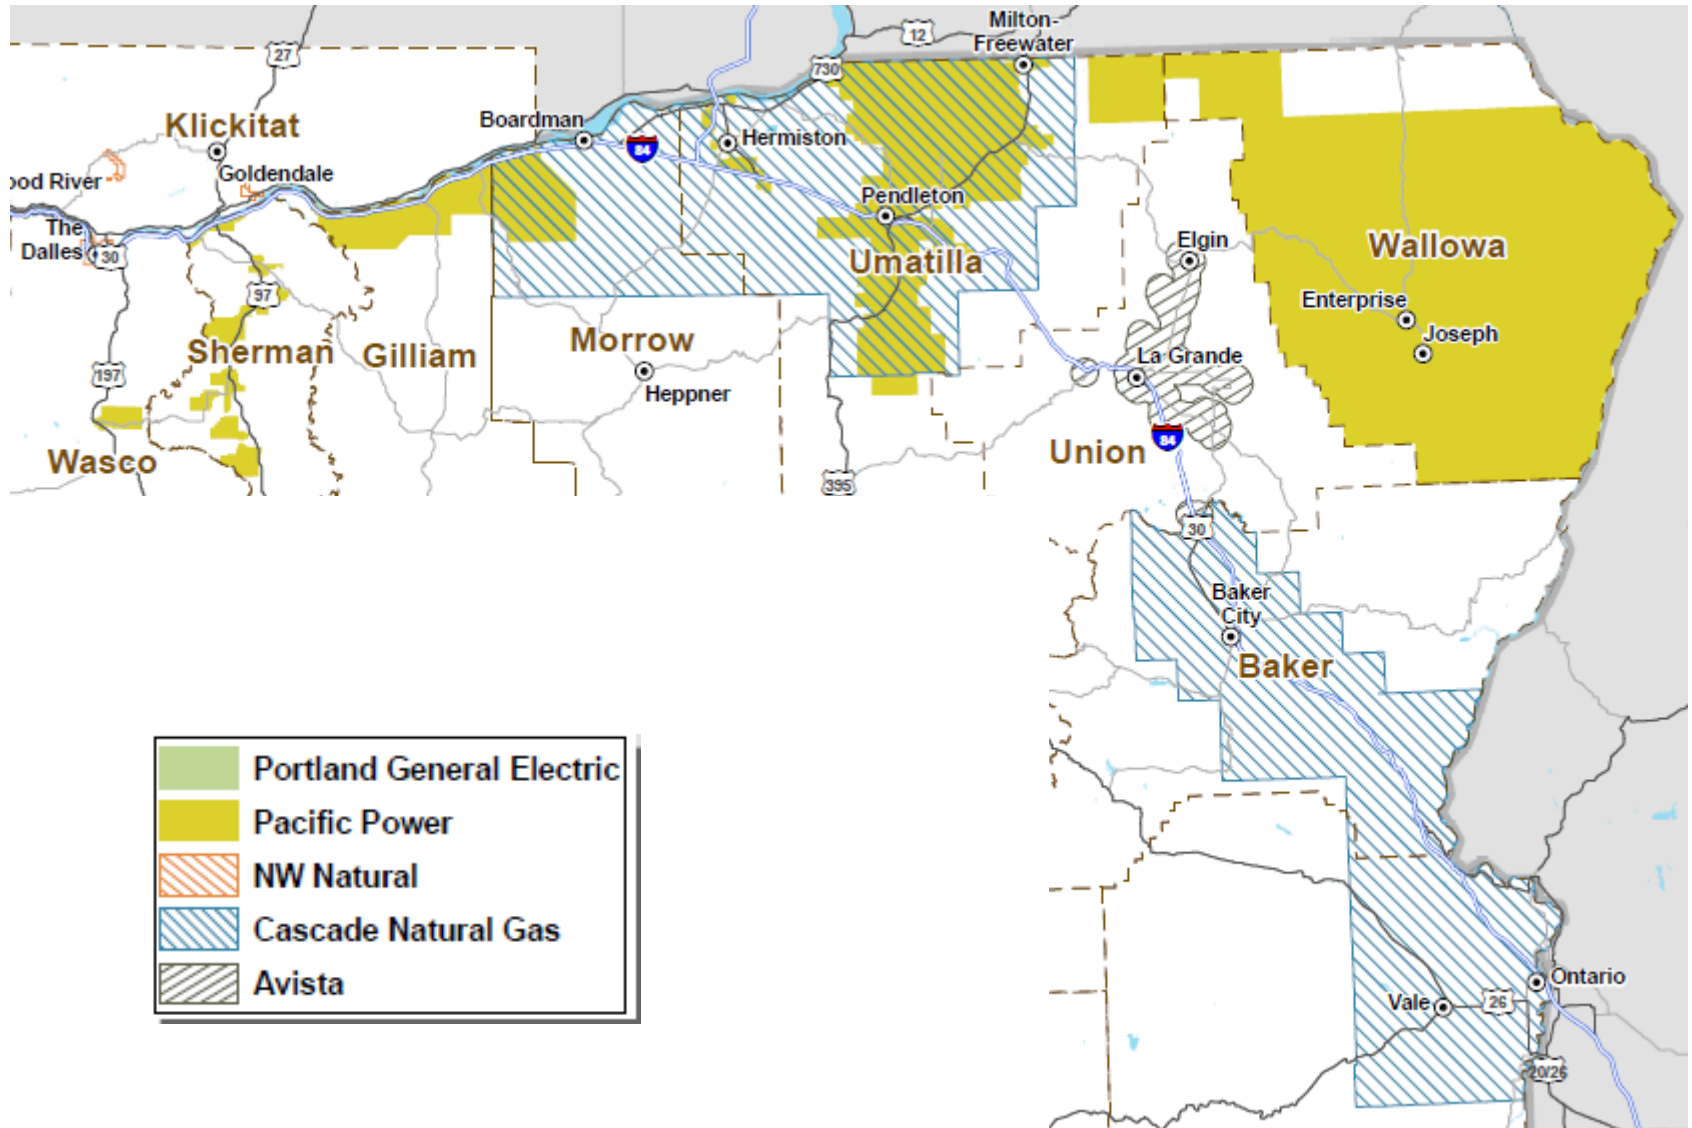 Milton-
Freewater
12
730
27
Klickitat
Boardman
Hermiston
84
Goldendale
ood River
Pendleton
The
Dalles
30
Elgin
Wallowa
Umatilla
97
Enterprise
Joseph
Morrow
Sherman
Gilliam
La Grande
197
Heppner
84
Union
Wasco
395
30
Baker
City
Baker
Portland General Electric
Pacific Power
NW Natural
Cascade Natural Gas
Avista
Ontario
Vale
26
20/26